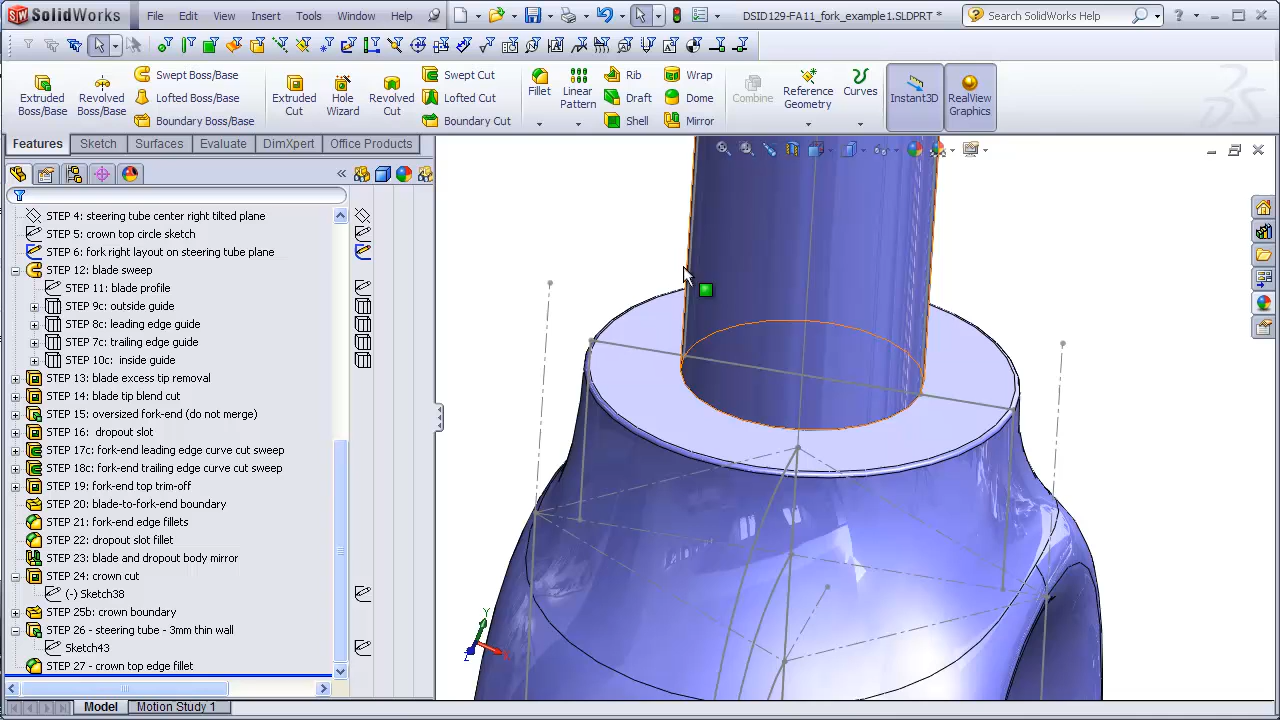 SolidWorks File Edit View Insert Tools Window Help DSID129-FA11_fork_example1.SLDPRT * Search SolidWorks Help
Extruded Boss/Base
Revolved Boss/Base
Swept Boss/Base
Lofted Boss/Base
Boundary Boss/Base
Extruded Cut
Hole Wizard
Revolved Cut
Swept Cut
Lofted Cut
Boundary Cut
Fillet
Linear Pattern
Rib
Draft
Shell
Wrap
Dome
Mirror
Combine
Reference Geometry
Curves
Instant3D
RealView Graphics
Features Sketch Surfaces Evaluate DimXpert Office Products
STEP 4: steering tube center right tilted plane
STEP 5: crown top circle sketch
STEP 6: fork right layout on steering tube plane
STEP 12: blade sweep
STEP 11: blade profile
STEP 9c: outside guide
STEP 8c: leading edge guide
STEP 7c: trailing edge guide
STEP 10c: inside guide
STEP 13: blade excess tip removal
STEP 14: blade tip blend cut
STEP 15: oversized fork-end (do not merge)
STEP 16: dropout slot
STEP 17c: fork-end leading edge curve cut sweep
STEP 18c: fork-end trailing edge curve cut sweep
STEP 19: fork-end top trim-off
STEP 20: blade-to-fork-end boundary
STEP 21: fork-end edge fillets
STEP 22: dropout slot fillet
STEP 23: blade and dropout body mirror
STEP 24: crown cut
(-) Sketch38
STEP 25b: crown boundary
STEP 26 - steering tube - 3mm thin wall
Sketch43
STEP 27 - crown top edge fillet
Model Motion Study 1